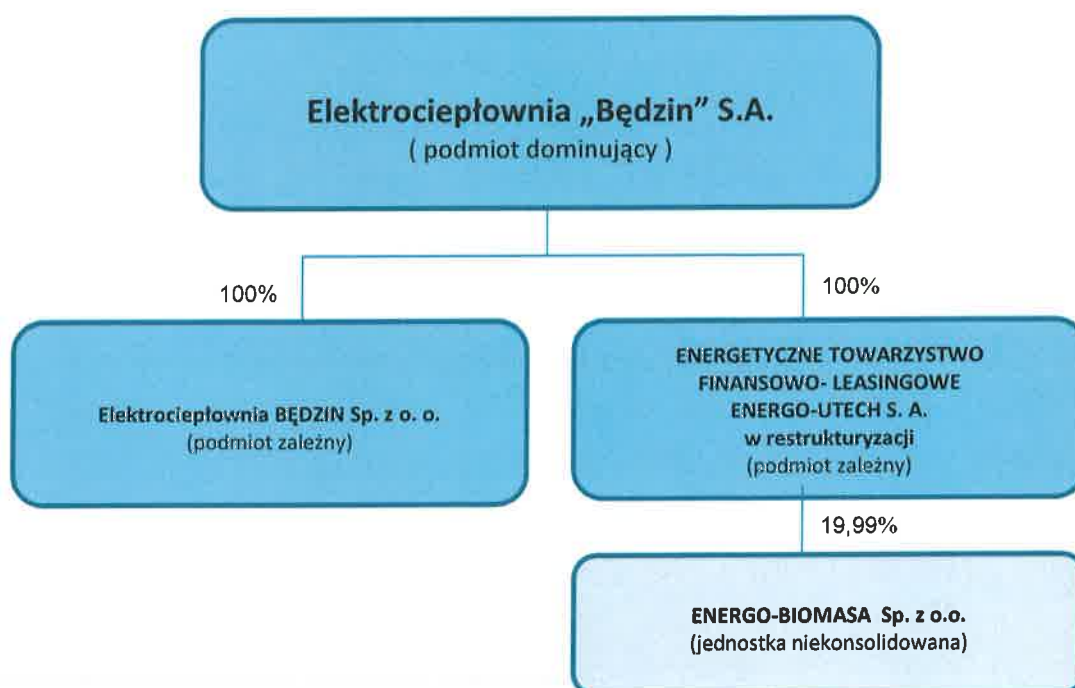 Elektrociepłownia „Będzin” S.A.
( podmiot dominujący )
100%
100%
Elektrociepłownia BĘDZIN Sp. z o. o.
(podmiot zależny)
ENERGETYCZNE TOWARZYSTWO
FINANSOWO- LEASINGOWE
ENERGO-UTECH S. A.
w restrukturyzacji
(podmiot zależny)
19,99%
ENERGO-BIOMASA Sp. z o.o.
(jednostka niekonsolidowana)